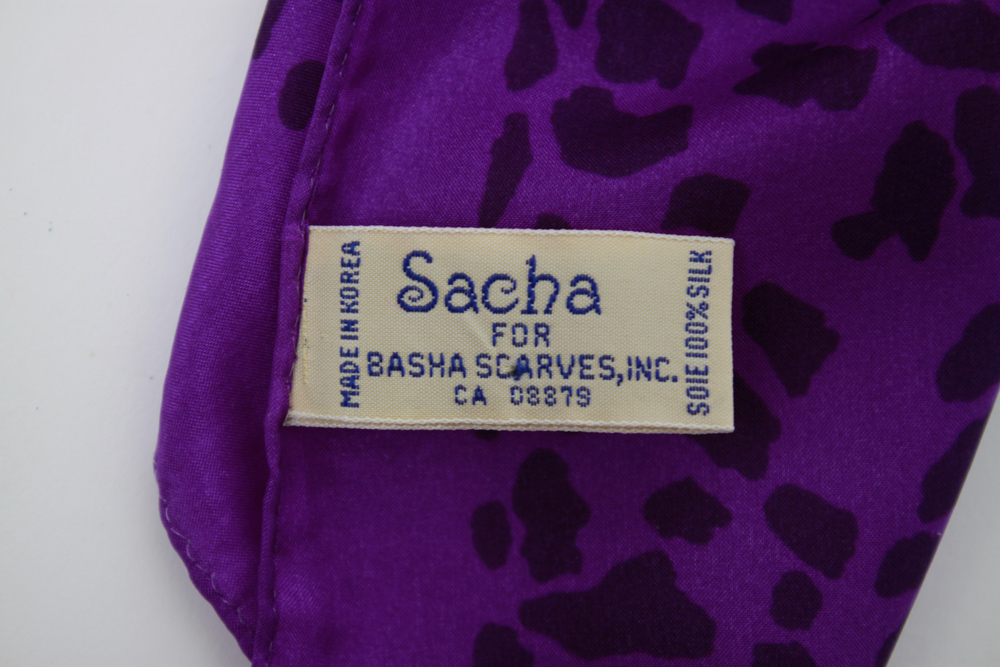 MADE IN KOREA
Sacha
FOR
BASHA SCARVES, INC.
CA 08879
SOIE 100% SILK